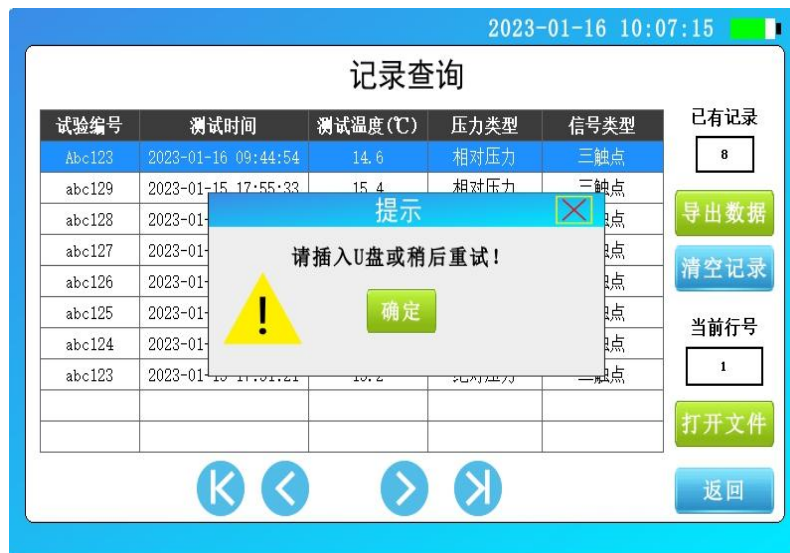 2023-01-16 10:07:15
记录查询
试验编号 测试时间 测试温度(℃) 压力类型 信号类型
Abc123 2023-01-16 09:44:54 14.6 相对压力 三触点
abc129 2023-01-15 17:55:33 15.4 相对压力 三触点
abc128 2023-01-
abc127 2023-01-
abc126 2023-01-
abc125 2023-01-
abc124 2023-01-
abc123 2023-01-
提示
请插入U盘或稍后重试!
!
确定
已有记录
8
导出数据
清空记录
当前行号
1
打开文件
返回